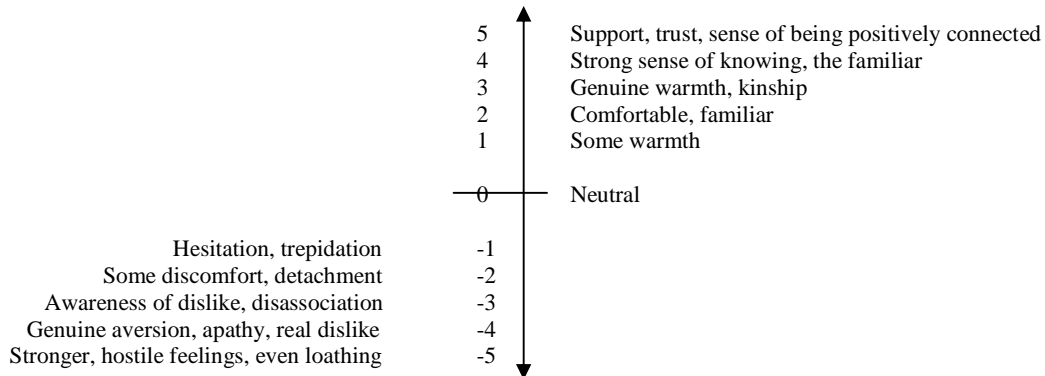 5 Support, trust, sense of being positively connected
4 Strong sense of knowing, the familiar
3 Genuine warmth, kinship
2 Comfortable, familiar
1 Some warmth
0 Neutral
Hesitation, trepidation -1
Some discomfort, detachment -2
Awareness of dislike, disassociation -3
Genuine aversion, apathy, real dislike -4
Stronger, hostile feelings, even loathing -5